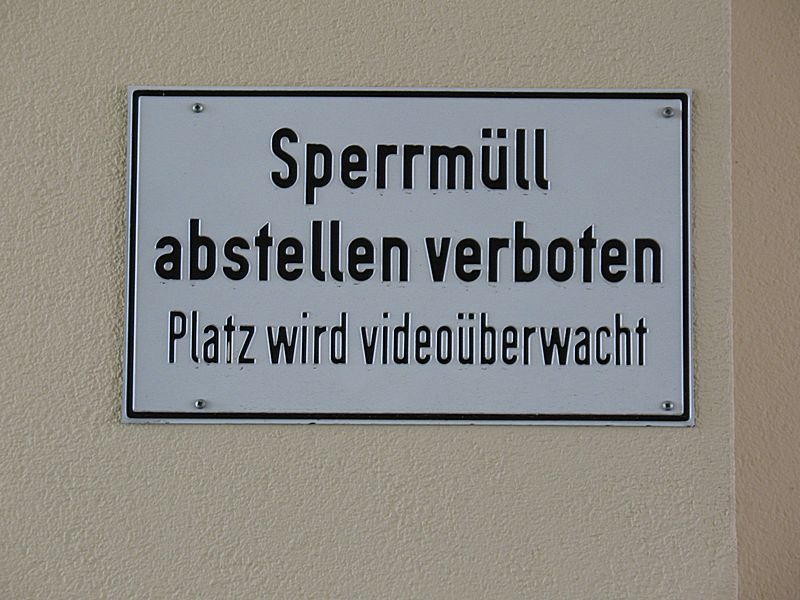 Sperrmüll
abstellen verboten
Platz wird videoüberwacht